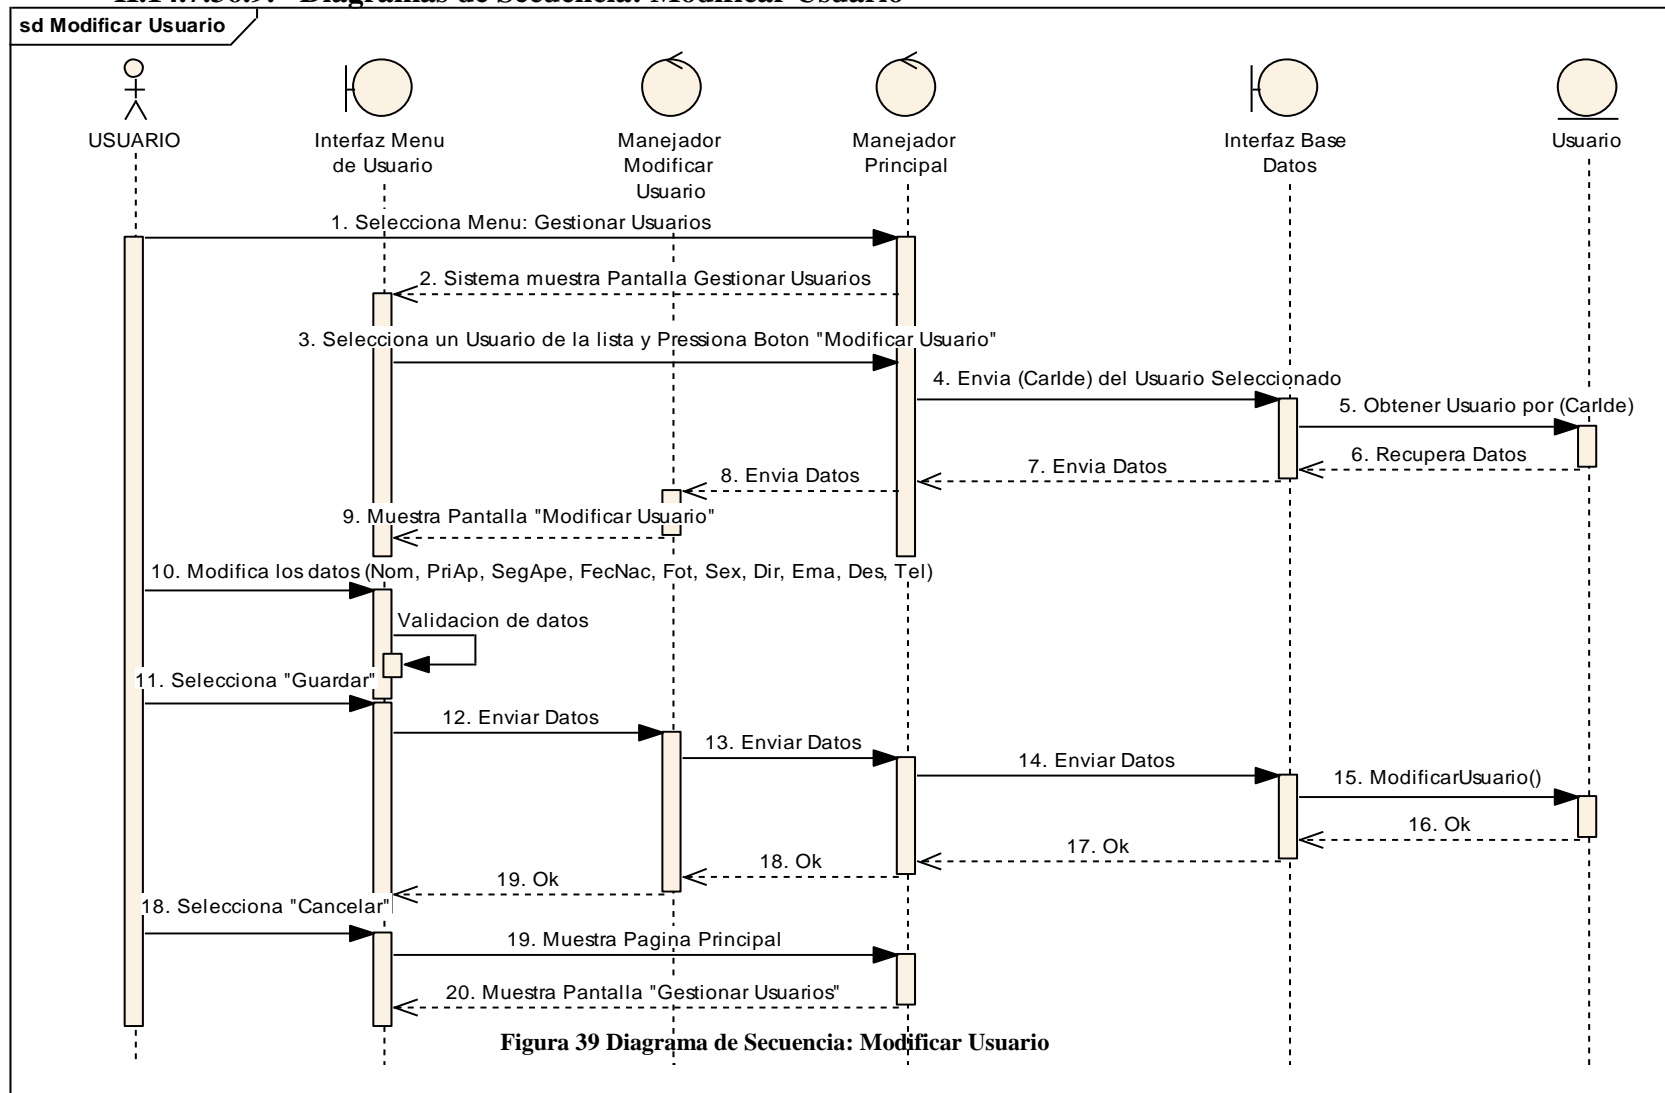 II.14.7.36.9. Diagramas de Secuencia: Modificar Usuario
sd Modificar Usuario
USUARIO
Interfaz Menu
de Usuario
Manejador
Modificar
Usuario
Manejador
Principal
Interfaz Base
Datos
Usuario
1. Selecciona Menu: Gestionar Usuarios
2. Sistema muestra Pantalla Gestionar Usuarios
3. Selecciona un Usuario de la lista y Pressiona Boton "Modificar Usuario"
4. Envia (CarIde) del Usuario Seleccionado
5. Obtener Usuario por (CarIde)
6. Recupera Datos
7. Envia Datos
8. Envia Datos
9. Muestra Pantalla "Modificar Usuario"
10. Modifica los datos (Nom, PriAp, SegApe, FecNac, Fot, Sex, Dir, Ema, Des, Tel)
Validacion de datos
11. Selecciona "Guardar"
12. Enviar Datos
13. Enviar Datos
14. Enviar Datos
15. ModificarUsuario()
16. Ok
17. Ok
18. Ok
19. Ok
18. Selecciona "Cancelar"
19. Muestra Pagina Principal
20. Muestra Pantalla "Gestionar Usuarios"
Figura 39 Diagrama de Secuencia: Modificar Usuario